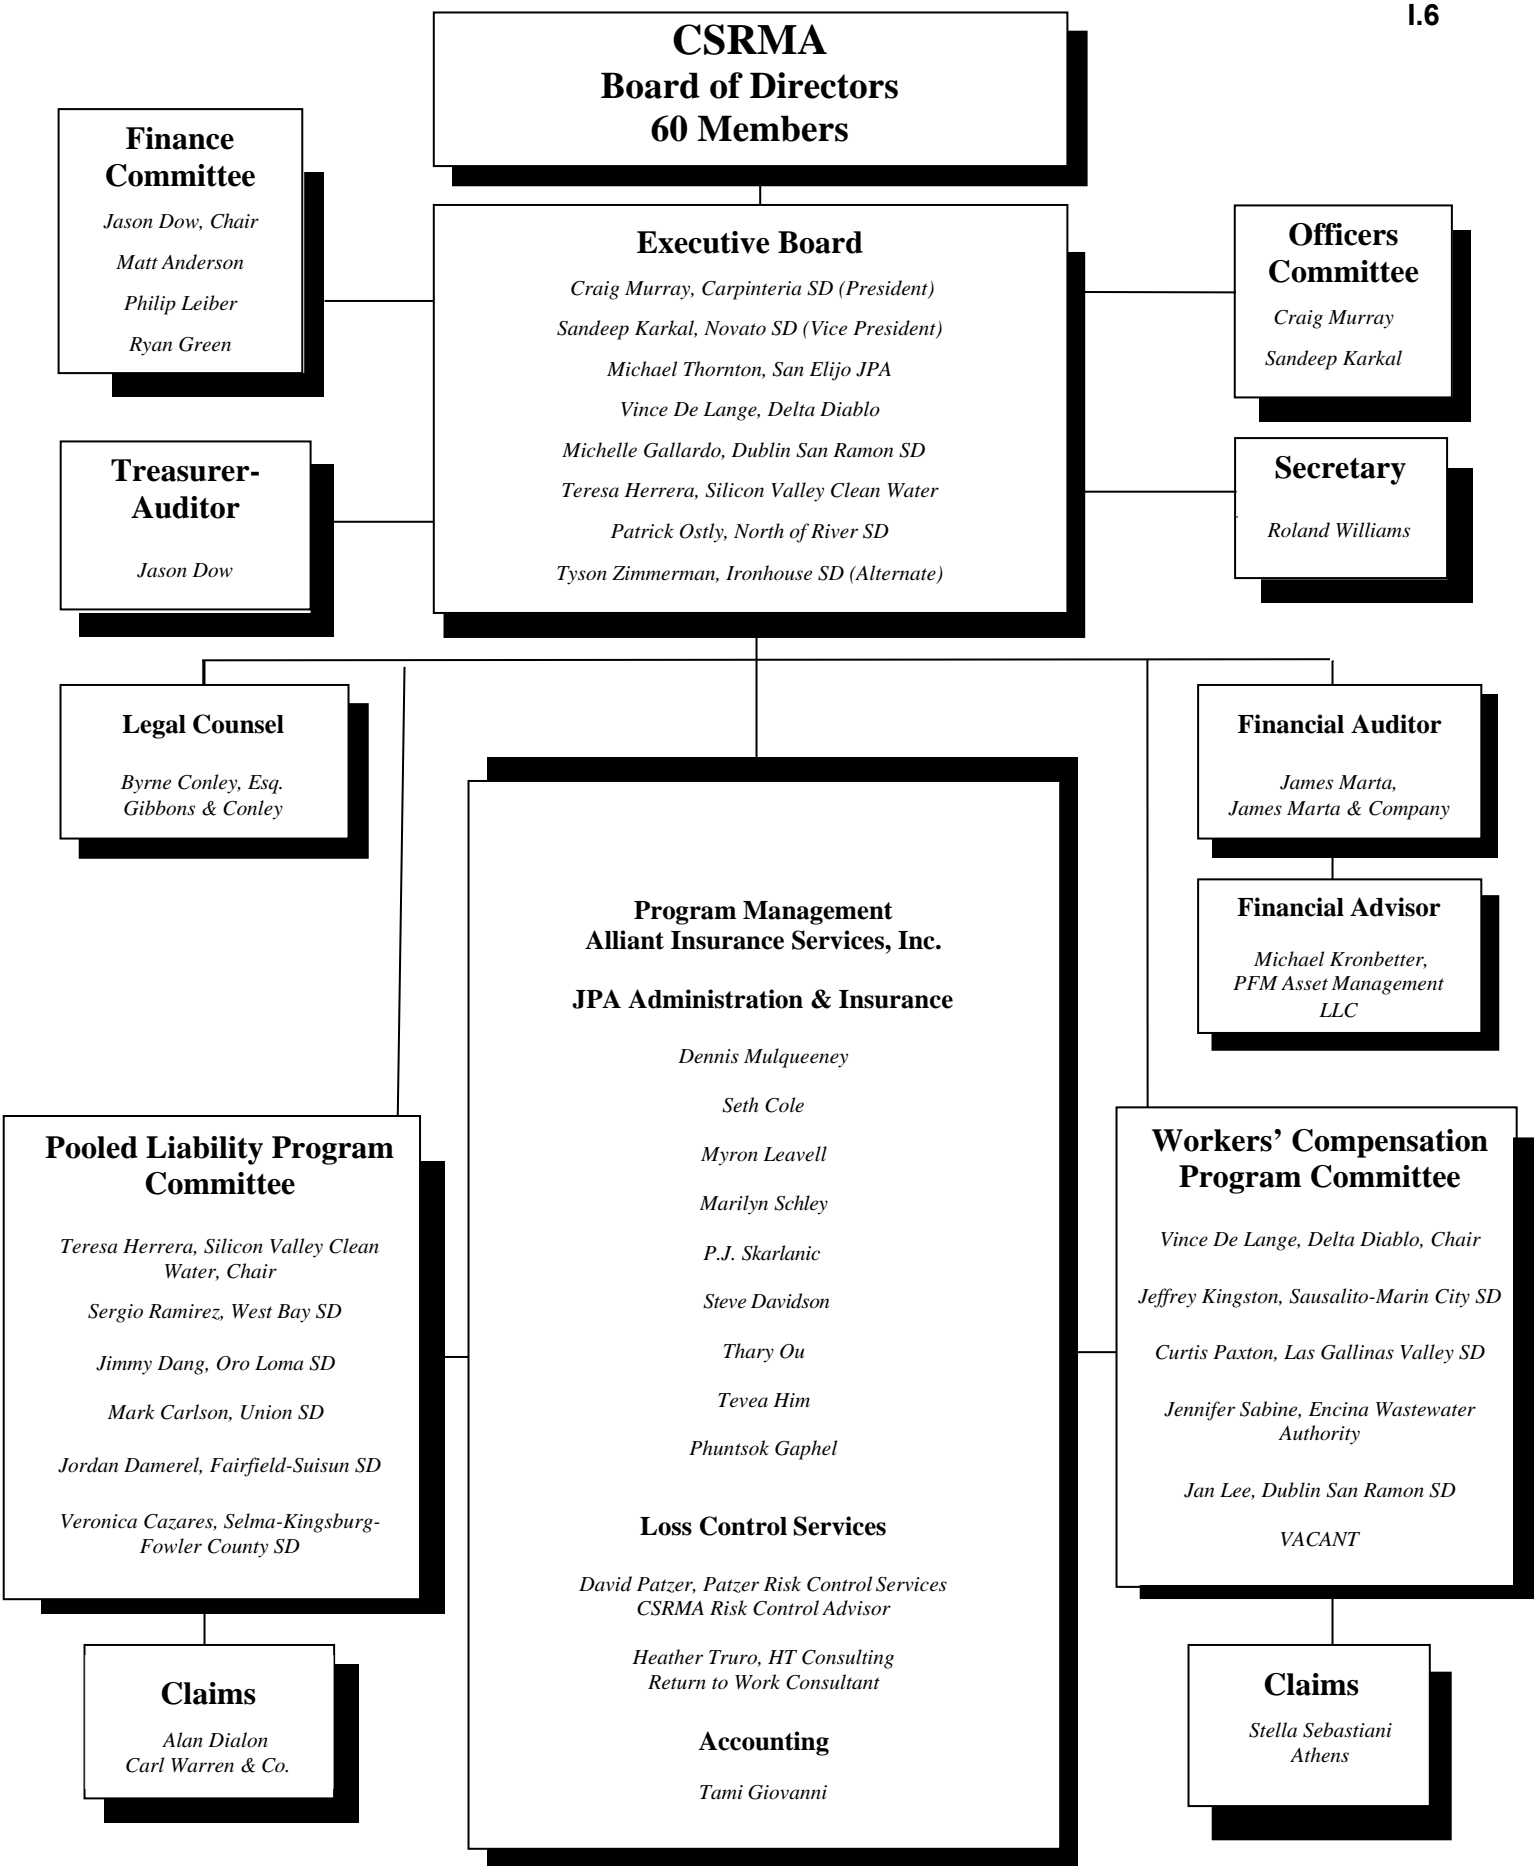 I.6
CSRMA
Board of Directors
60 Members
Finance
Committee
Jason Dow, Chair
Matt Anderson
Philip Leiber
Ryan Green
Executive Board
Craig Murray, Carpinteria SD (President)
Sandeep Karkal, Novato SD (Vice President)
Michael Thornton, San Elijo JPA
Vince De Lange, Delta Diablo
Michelle Gallardo, Dublin San Ramon SD
Teresa Herrera, Silicon Valley Clean Water
Patrick Ostly, North of River SD
Tyson Zimmerman, Ironhouse SD (Alternate)
Officers
Committee
Craig Murray
Sandeep Karkal
Treasurer-
Auditor
Jason Dow
Secretary
Roland Williams
Legal Counsel
Byrne Conley, Esq.
Gibbons & Conley
Financial Auditor
James Marta,
James Marta & Company
Financial Advisor
Michael Kronbetter,
PFM Asset Management
LLC
Program Management
Alliant Insurance Services, Inc.
JPA Administration & Insurance
Dennis Mulqueeney
Seth Cole
Myron Leavell
Marilyn Schley
P.J. Skarlanic
Steve Davidson
Thary Ou
Tevea Him
Phuntsok Gaphel
Loss Control Services
David Patzer, Patzer Risk Control Services
CSRMA Risk Control Advisor
Heather Truro, HT Consulting
Return to Work Consultant
Accounting
Tami Giovanni
Pooled Liability Program
Committee
Teresa Herrera, Silicon Valley Clean
Water, Chair
Sergio Ramirez, West Bay SD
Jimmy Dang, Oro Loma SD
Mark Carlson, Union SD
Jordan Damerel, Fairfield-Suisun SD
Veronica Cazares, Selma-Kingsburg-
Fowler County SD
Workers’ Compensation
Program Committee
Vince De Lange, Delta Diablo, Chair
Jeffrey Kingston, Sausalito-Marin City SD
Curtis Paxton, Las Gallinas Valley SD
Jennifer Sabine, Encina Wastewater
Authority
Jan Lee, Dublin San Ramon SD
VACANT
Claims
Alan Dialon
Carl Warren & Co.
Claims
Stella Sebastiani
Athens